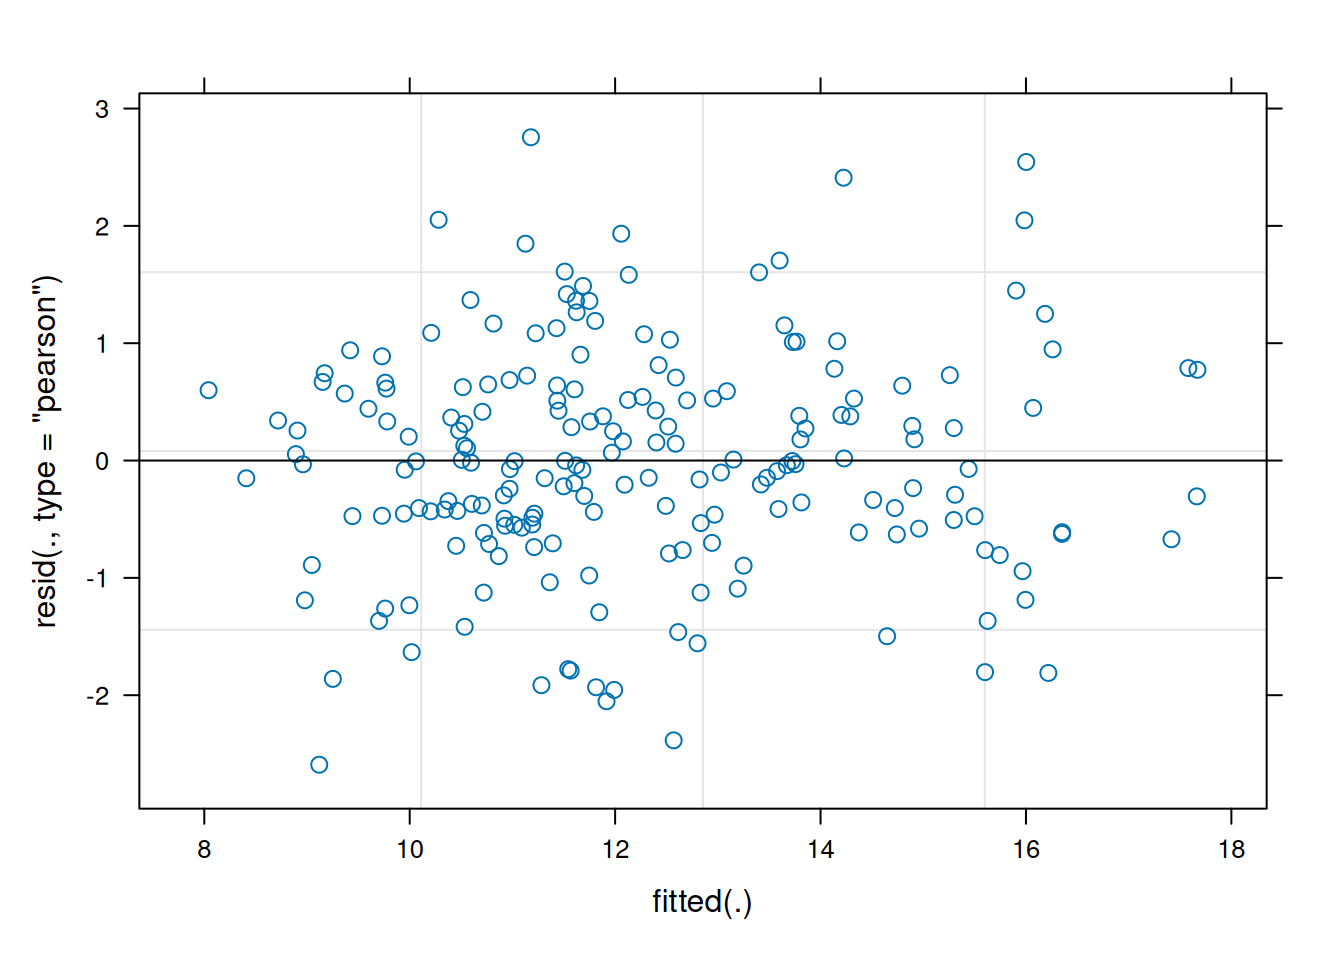 3
2
1
0
-1
-2
8 10 12 14 16 18
fitted(.)
resid(., type = "pearson")